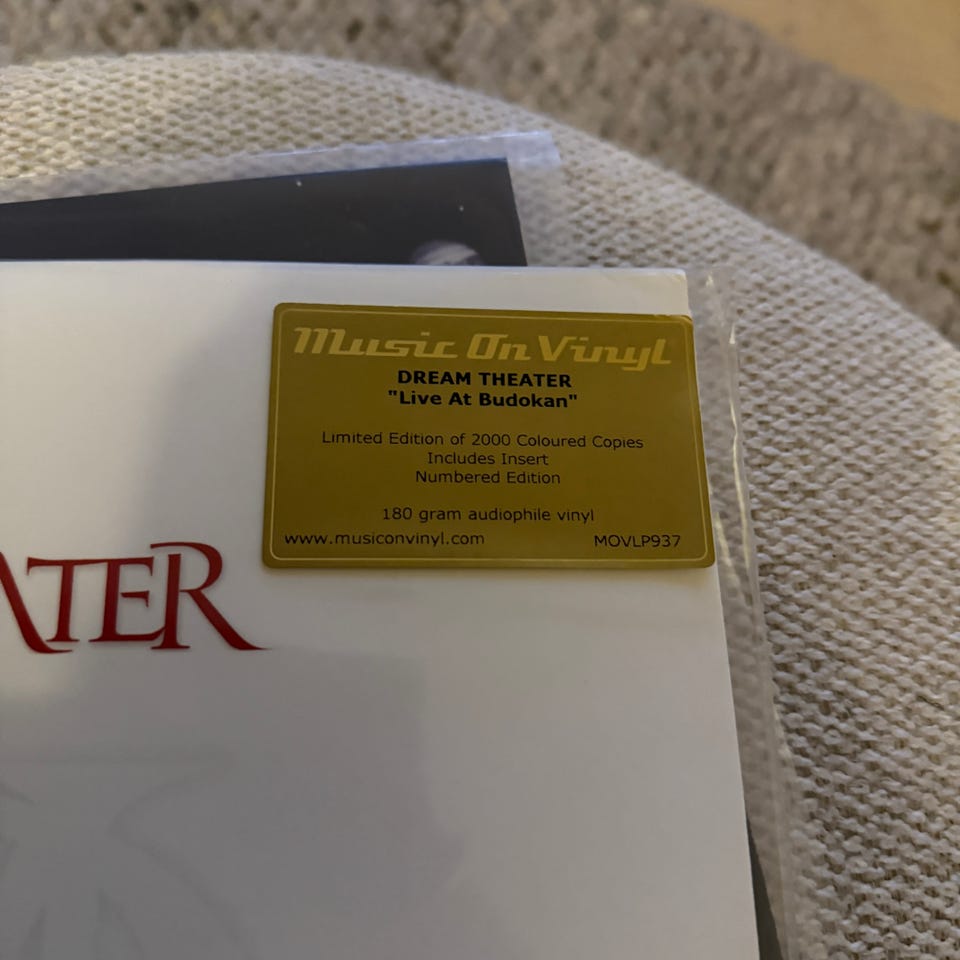 Music On Vinyl
DREAM THEATER
"Live At Budokan"
Limited Edition of 2000 Coloured Copies
Includes Insert
Numbered Edition
180 gram audiophile vinyl
www.musiconvinyl.com MOVLP937
ATER